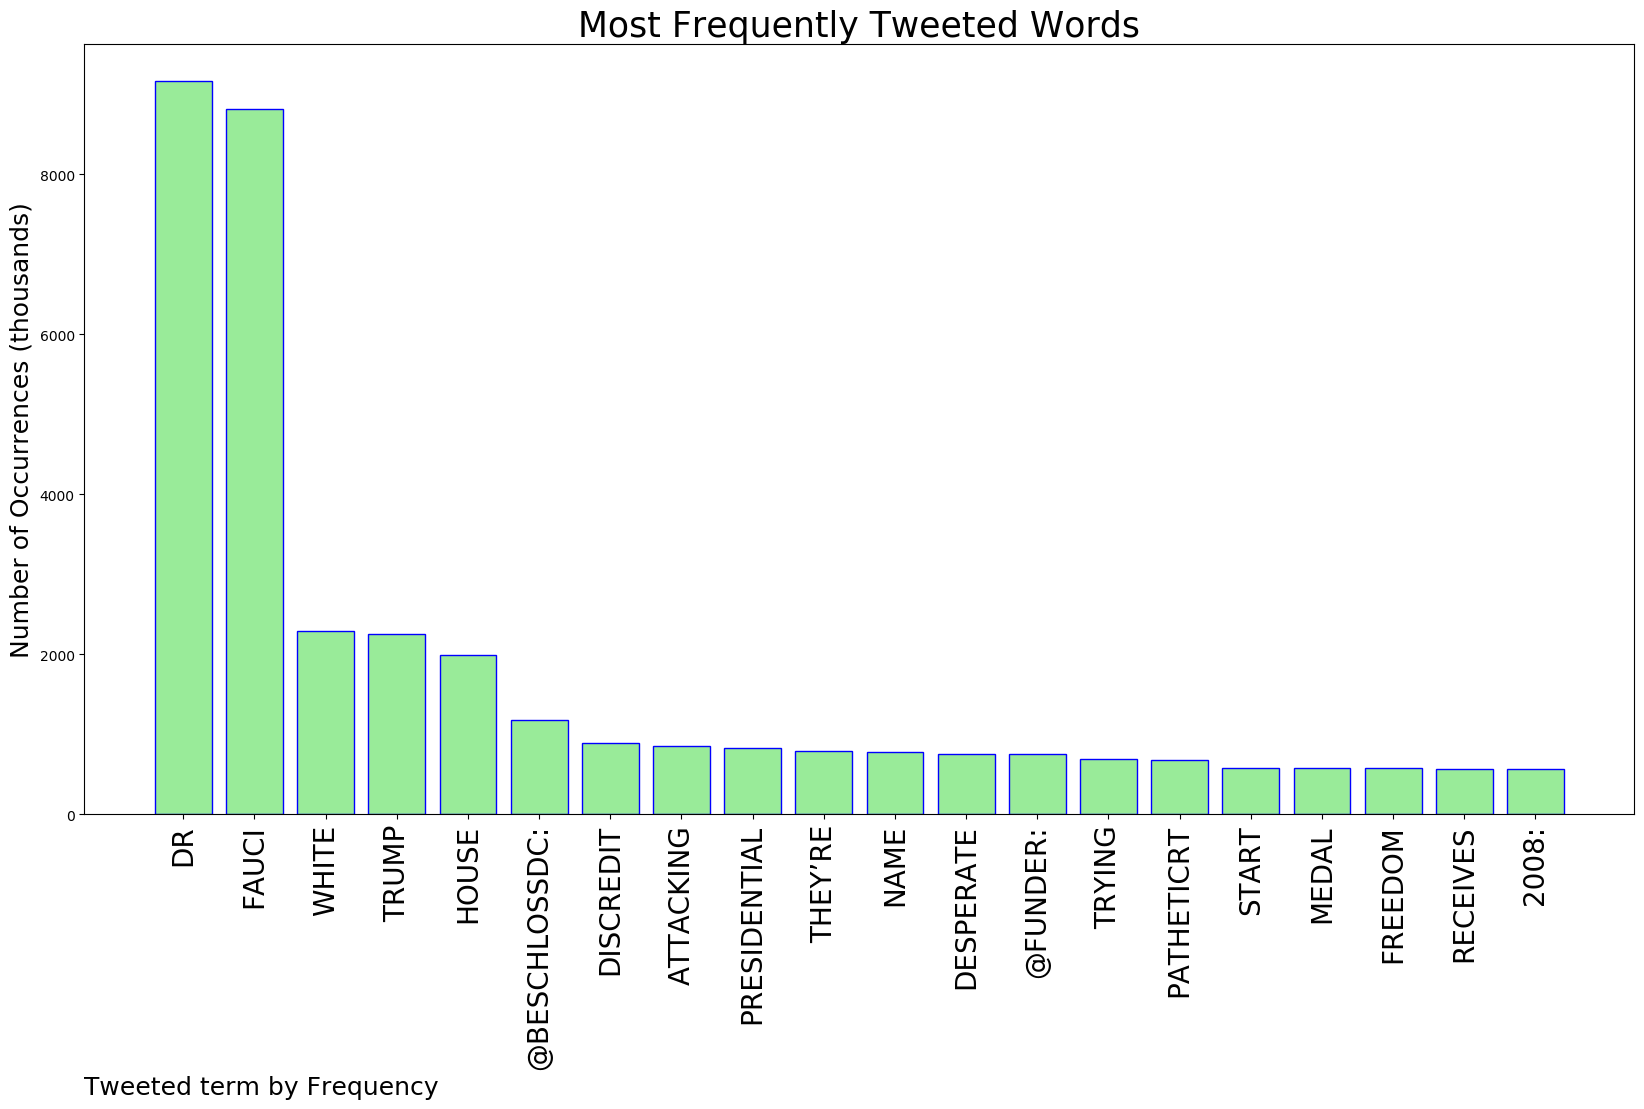 Most Frequently Tweeted Words
Number of Occurrences (thousands)
8000
6000
4000
2000
0
DR
FAUCI
WHITE
TRUMP
HOUSE
@BESCHLOSSDC:
DISCREDIT
ATTACKING
PRESIDENTIAL
THEY'RE
NAME
DESPERATE
@FUNDER:
TRYING
PATHETICRT
START
MEDAL
FREEDOM
RECEIVES
2008:
Tweeted term by Frequency